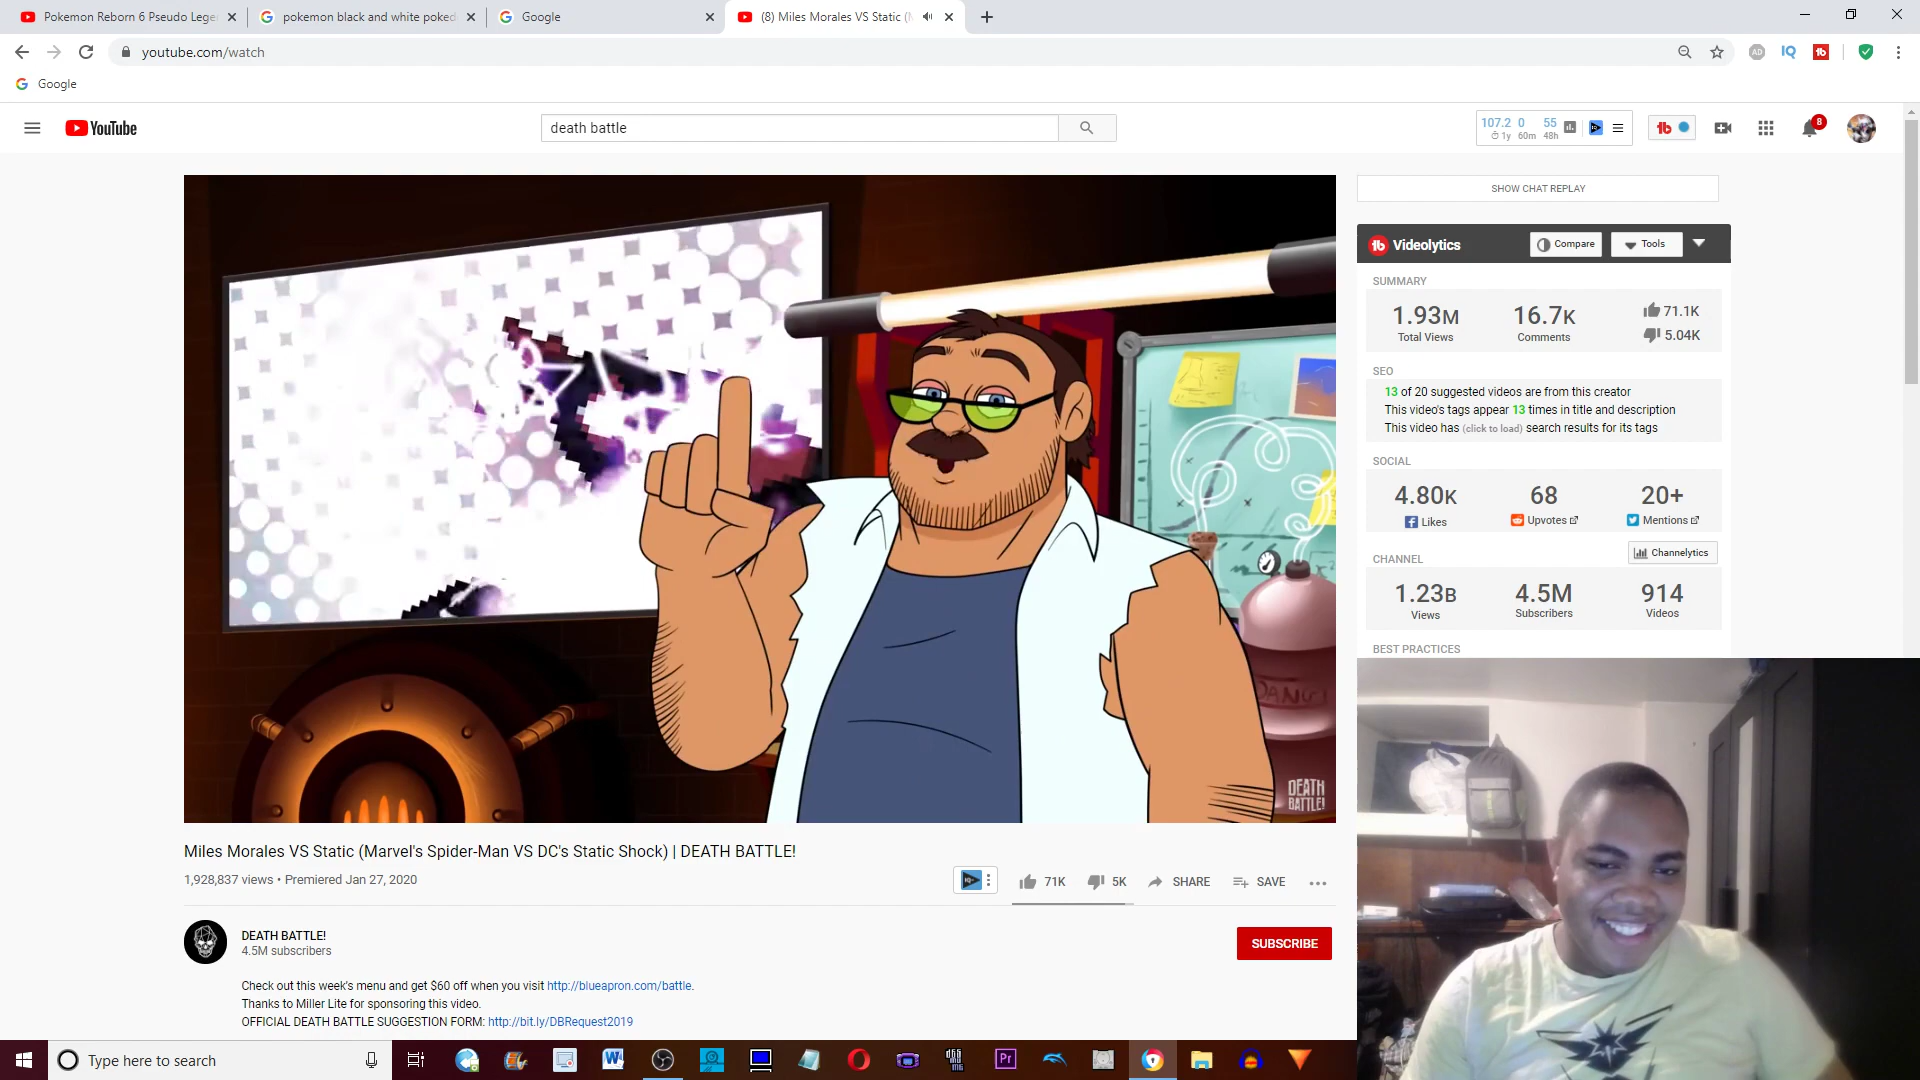 Pokemon Reborn 6 Pseudo Lege
pokemon black and white poked
Google
(8) Miles Morales VS Static (
youtube.com/watch
AD
IQ
tb
Google
YouTube
death battle
107.2 0 55
1y 60m 48h
tb
8
SHOW CHAT REPLAY
tb Videolytics
Compare
Tools
SUMMARY
1.93M 16.7K 71.1K
Total Views Comments 5.04K
SEO
13 of 20 suggested videos are from this creator
This video's tags appear 13 times in title and description
This video has (click to load) search results for its tags
SOCIAL
4.80K 68 20+
Likes Upvotes Mentions
CHANNEL
Channelytics
1.23B 4.5M 914
Views Subscribers Videos
BEST PRACTICES
DANG
DEATH
BATTLE!
Miles Morales VS Static (Marvel's Spider-Man VS DC's Static Shock) | DEATH BATTLE!
1,928,837 views • Premiered Jan 27, 2020
71K 5K SHARE SAVE
DEATH BATTLE!
4.5M subscribers
SUBSCRIBE
Check out this week's menu and get $60 off when you visit http://blueapron.com/battle.
Thanks to Miller Lite for sponsoring this video.
OFFICIAL DEATH BATTLE SUGGESTION FORM: http://bit.ly/DBRequest2019
Type here to search
Pr